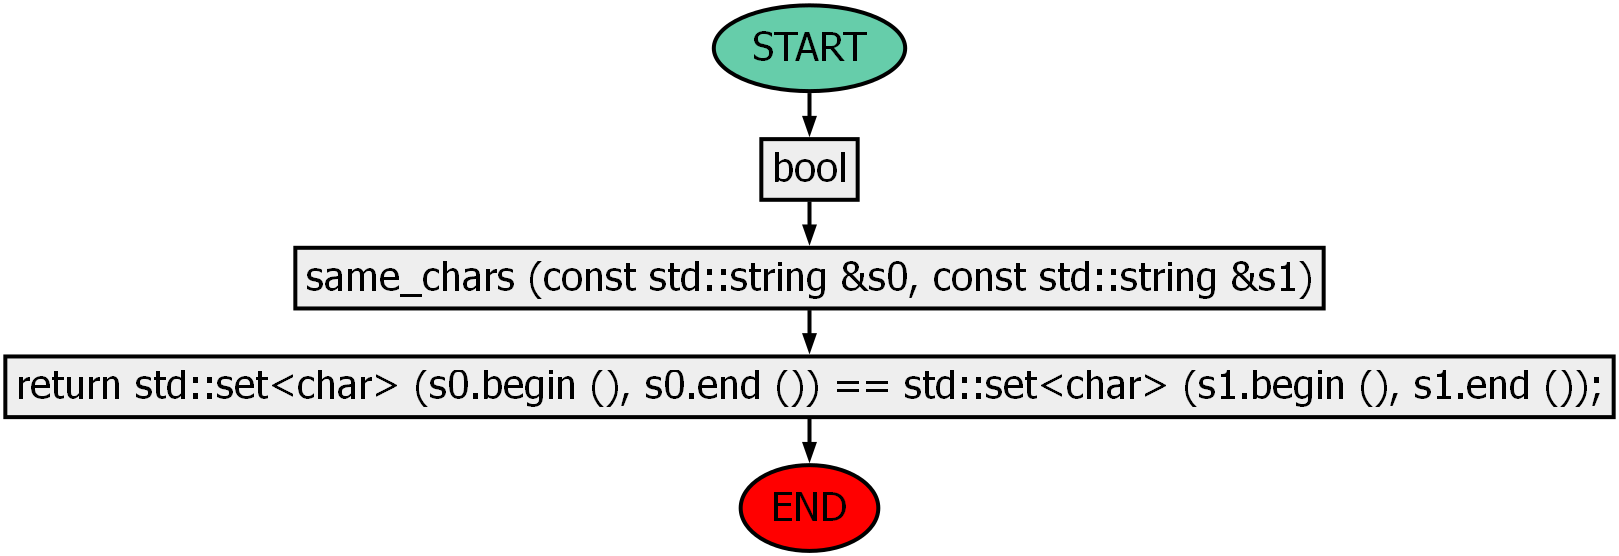 START
bool
same_chars (const std::string &s0, const std::string &s1)
return std::set<char> (s0.begin (), s0.end ()) == std::set<char> (s1.begin (), s1.end ());
END